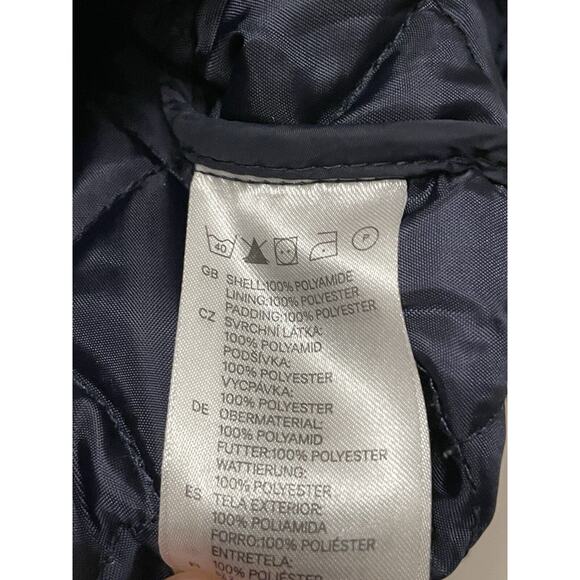 40 P
GB SHELL:100% POLYAMIDE
LINING:100% POLYESTER
PADDING:100% POLYESTER
CZ SVRCHNÍ LÁTKA:
100% POLYAMID
PODŠÍVKA:
100% POLYESTER
VYCPÁVKA:
100% POLYESTER
DE OBERMATERIAL:
100% POLYAMID
FUTTER:100% POLYESTER
WATTIERUNG:
100% POLYESTER
ES TELA EXTERIOR:
100% POLIAMIDA
FORRO:100% POLIÉSTER
ENTRETELA: